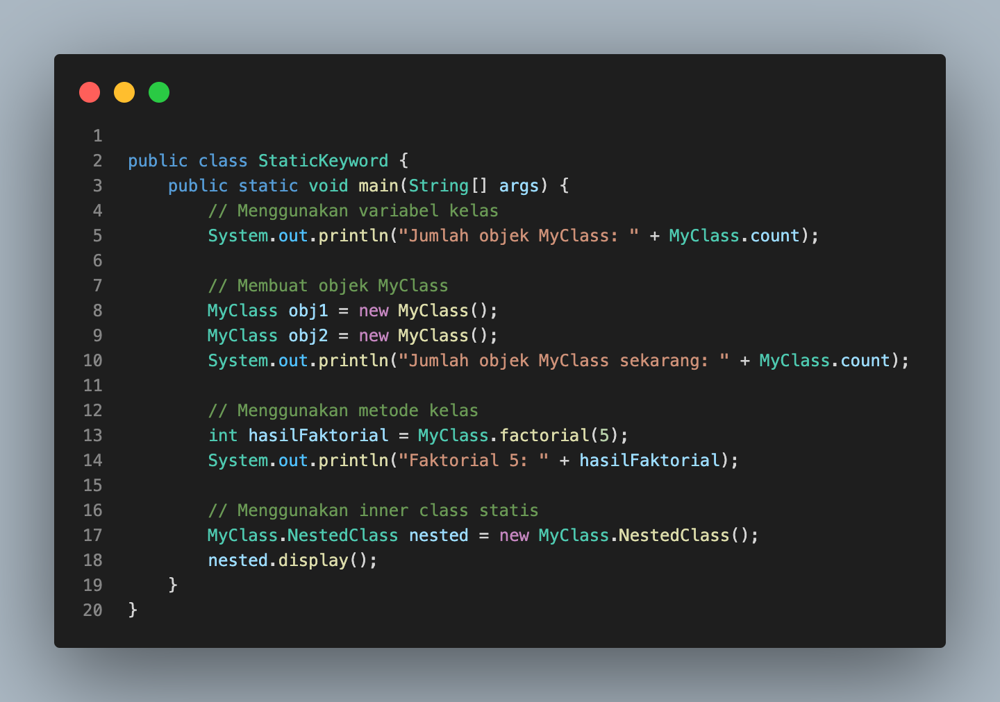 1
2 public class StaticKeyword {
3     public static void main(String[] args) {
4         // Menggunakan variabel kelas
5         System.out.println("Jumlah objek MyClass: " + MyClass.count);
6
7         // Membuat objek MyClass
8         MyClass obj1 = new MyClass();
9         MyClass obj2 = new MyClass();
10         System.out.println("Jumlah objek MyClass sekarang: " + MyClass.count);
11
12         // Menggunakan metode kelas
13         int hasilFaktorial = MyClass.factorial(5);
14         System.out.println("Faktorial 5: " + hasilFaktorial);
15
16         // Menggunakan inner class statis
17         MyClass.NestedClass nested = new MyClass.NestedClass();
18         nested.display();
19     }
20 }